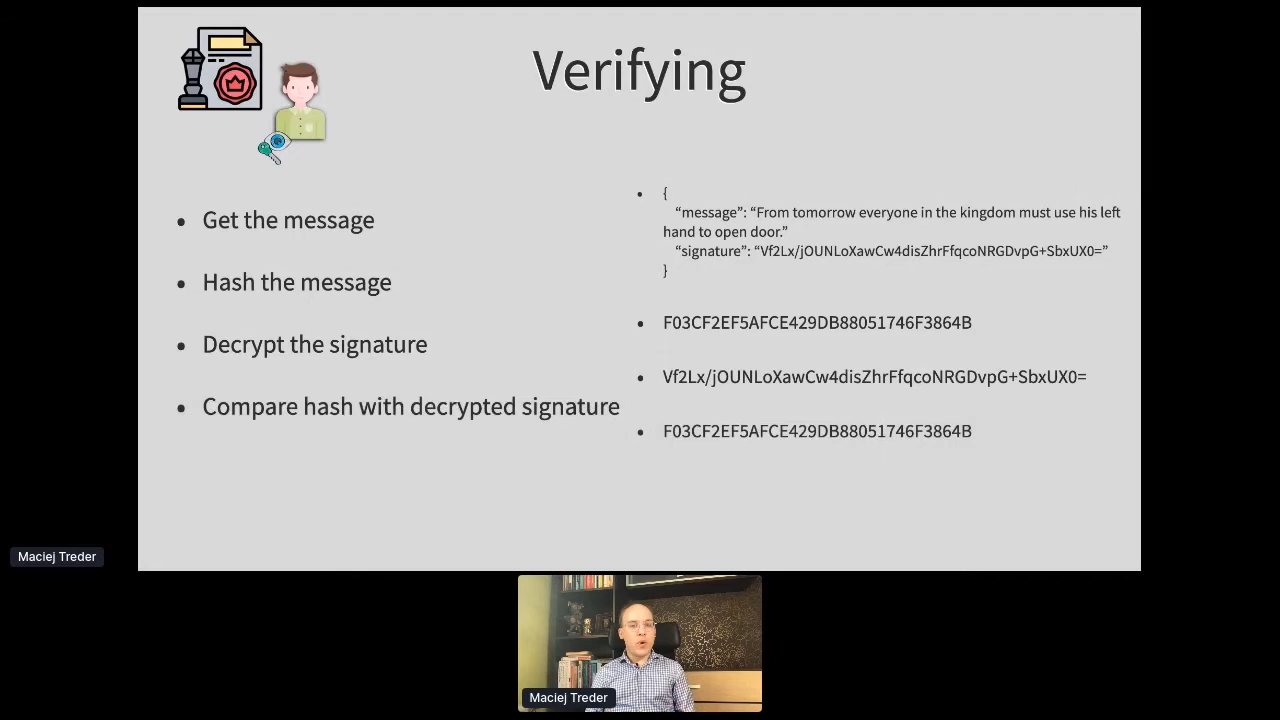 Verifying
• Get the message
• Hash the message
• Decrypt the signature
• Compare hash with decrypted signature
• {
“message”: “From tomorrow everyone in the kingdom must use his left
hand to open door.”
“signature”: “Vf2Lx/jOUNLoXawCw4disZhrFfqcoNRGDvpG+SbxUX0=”
}
• F03CF2EF5AFCE429DB88051746F3864B
• Vf2Lx/jOUNLoXawCw4disZhrFfqcoNRGDvpG+SbxUX0=
• F03CF2EF5AFCE429DB88051746F3864B
Maciej Treder
Maciej Treder